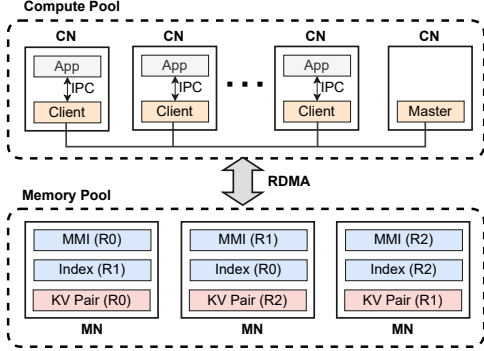 Compute Pool
CN CN CN CN
App App App
IPC IPC IPC
Client Client Client Master
RDMA
Memory Pool
MMI (R0) MMI (R1) MMI (R2)
Index (R1) Index (R0) Index (R2)
KV Pair (R0) KV Pair (R2) KV Pair (R1)
MN MN MN